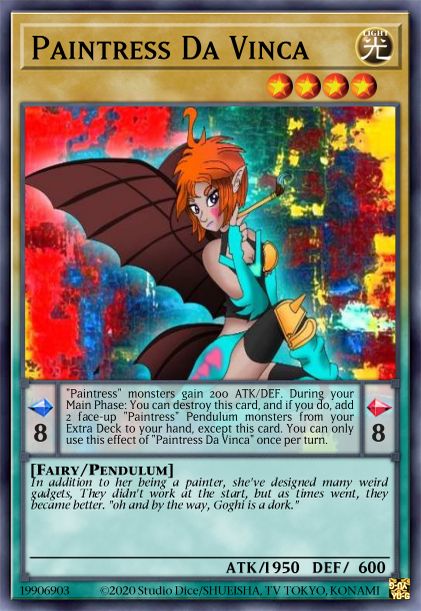 PAINTRESS DA VINCA
LIGHT
光
"Paintress" monsters gain 200 ATK/DEF. During your
Main Phase: You can destroy this card, and if you do, add
2 face-up "Paintress" Pendulum monsters from your
Extra Deck to your hand, except this card. You can only
use this effect of "Paintress Da Vinca" once per turn.
8
8
[FAIRY/PENDULUM]
In addition to her being a painter, she've designed many weird
gadgets, They didn't work at the start, but as times went, they
became better. "oh and by the way, Goghi is a dork."
ATK/1950 DEF/ 600
19906903
©2020 Studio Dice/SHUEISHA, TV TOKYO, KONAMI